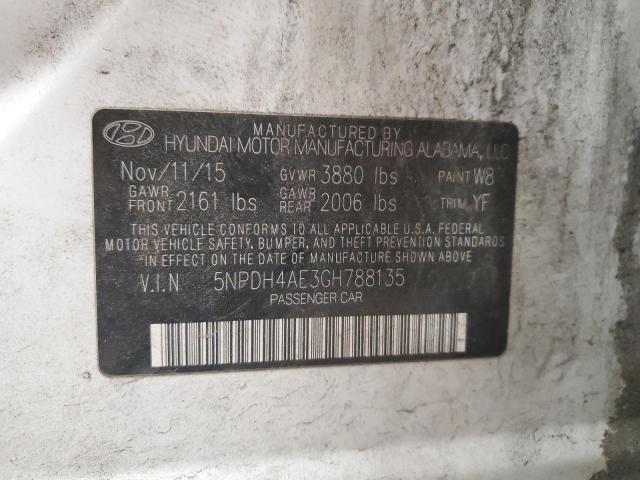 MANUFACTURED BY
HYUNDAI MOTOR MANUFACTURING ALABAMA, LLC
Nov/11/15 GVWR 3880 lbs PAINT W8
GAWR FRONT 2161 lbs GAWR REAR 2006 lbs TRIM YF
THIS VEHICLE CONFORMS TO ALL APPLICABLE U.S.A. FEDERAL
MOTOR VEHICLE SAFETY, BUMPER, AND THEFT PREVENTION STANDARDS
IN EFFECT ON THE DATE OF MANUFACTURE SHOWN ABOVE
V.I.N 5NPDH4AE3GH788135
PASSENGER CAR